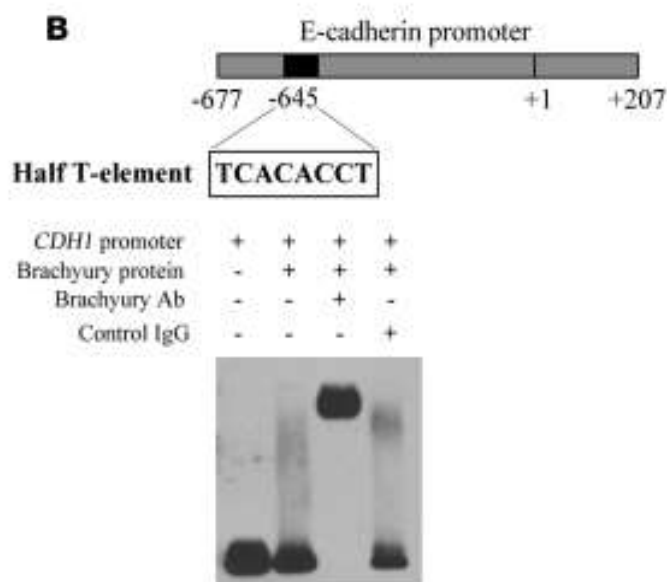 B
E-cadherin promoter
-677 -645 +1 +207
Half T-element TCACACCT
CDH1 promoter + + + +
Brachyury protein - + + +
Brachyury Ab - - + -
Control IgG - - - +